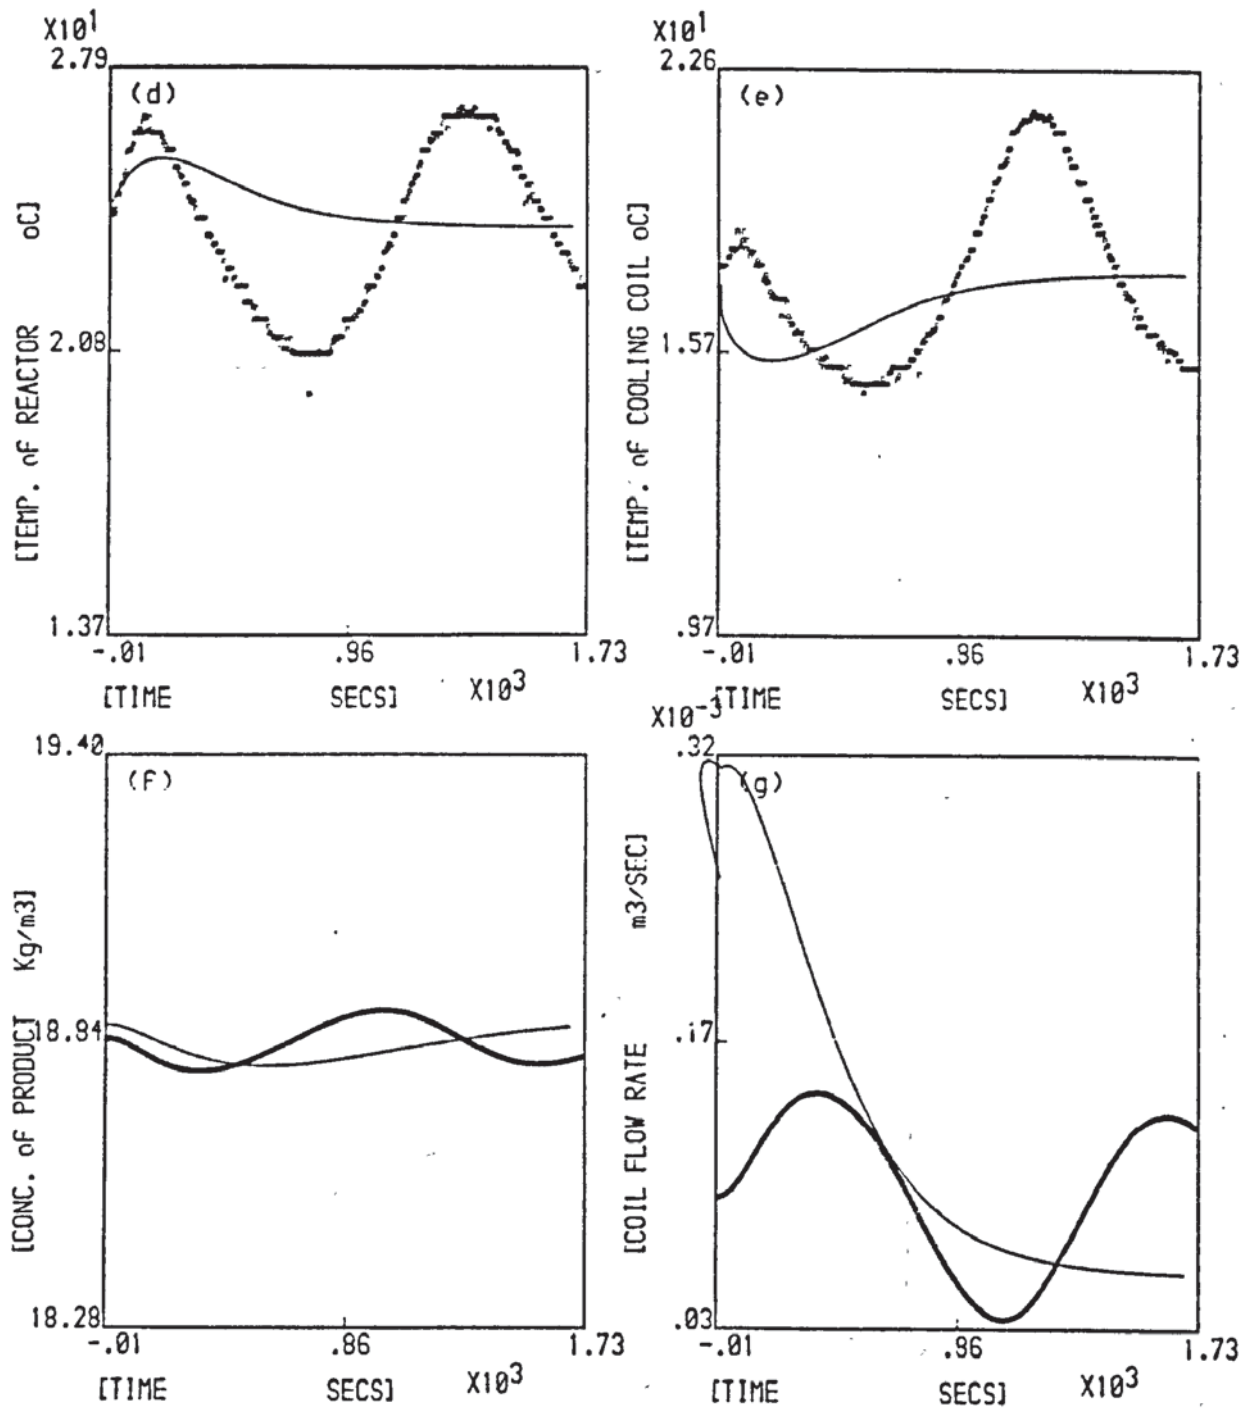 X10¹
2.79
(d)
[TEMP. of REACTOR oC]
2.08
1.37
-.01 .96 1.73
[TIME SECS] X10³
X10¹
2.26
(e)
[TEMP. of COOLING COIL oC]
1.57
.97
-.01 .86 1.73
[TIME SECS] X10³
19.40
(f)
[CONC. of PRODUCT Kg/m3]
18.94
18.28
-.01 .86 1.73
[TIME SECS] X10³
X10⁻³
.32
(g)
[COIL FLOW RATE m3/SEC]
.17
.03
-.01 .96 1.73
[TIME SECS] X10³